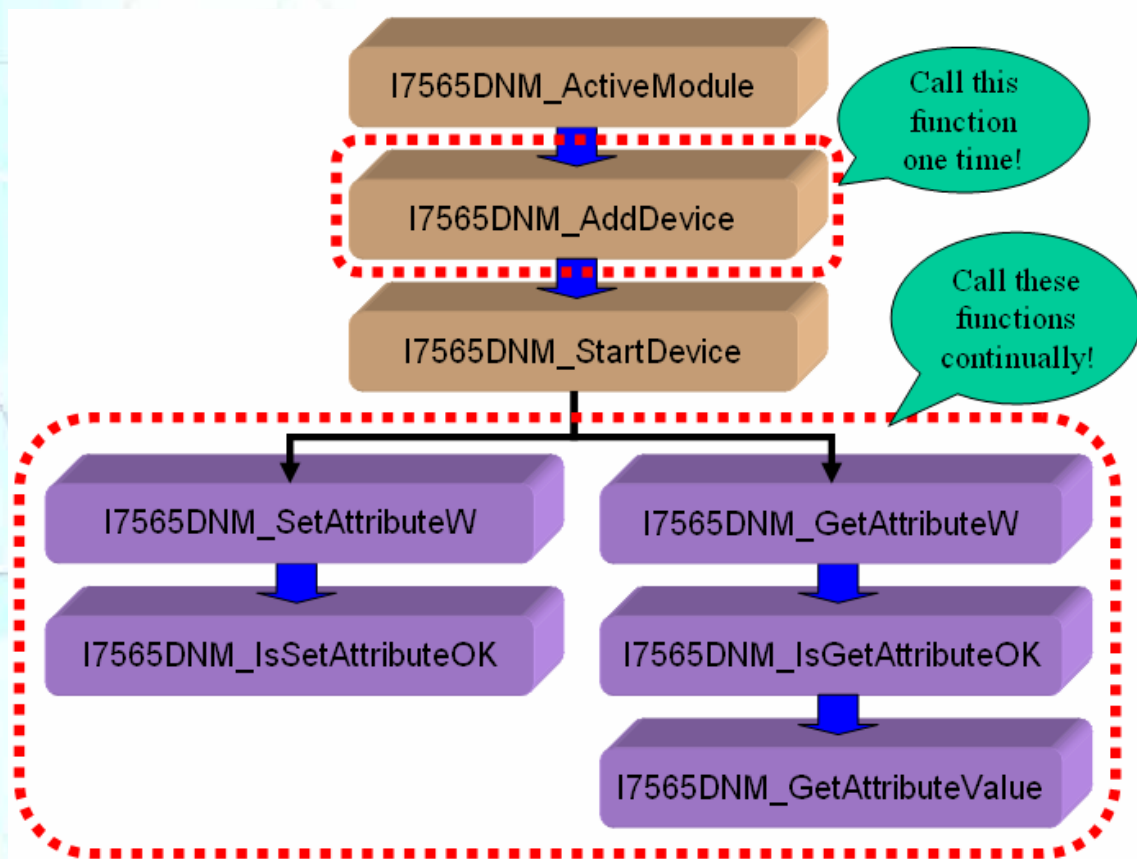 I7565DNM_ActiveModule
Call this
function
one time!
I7565DNM_AddDevice
I7565DNM_StartDevice
Call these
functions
continually!
I7565DNM_SetAttributeW
I7565DNM_GetAttributeW
I7565DNM_IsSetAttributeOK
I7565DNM_IsGetAttributeOK
I7565DNM_GetAttributeValue